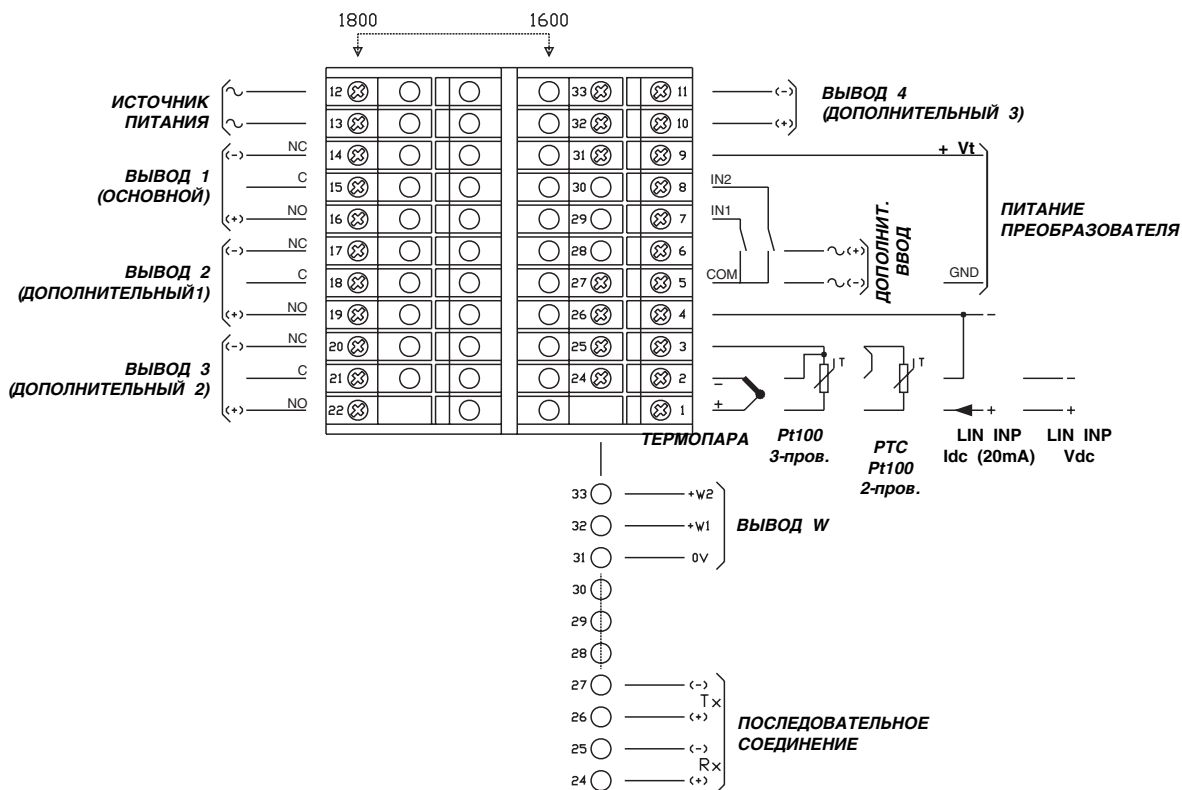 1800 1600
ИСТОЧНИК
ПИТАНИЯ
12 33 11 (-)
13 32 10 (+)
ВЫВОД 4
(ДОПОЛНИТЕЛЬНЫЙ 3)
ВЫВОД 1
(ОСНОВНОЙ)
(-) NC 14 31 9 + Vt
C 15 30 8 IN2
(+) NO 16 29 7 IN1
ПИТАНИЕ
ПРЕОБРАЗОВАТЕЛЯ
ВЫВОД 2
(ДОПОЛНИТЕЛЬНЫЙ1)
(-) NC 17 28 6 (+)
C 18 27 5 COM (-) GND
(+) NO 19 26 4 -
ДОПОЛНИТ.
ВВОД
ВЫВОД 3
(ДОПОЛНИТЕЛЬНЫЙ 2)
(-) NC 20 25 3 T T
C 21 24 2 - -
(+) NO 22 1 + + +
ТЕРМОПАРА
Pt100
3-пров.
PTC
Pt100
2-пров.
LIN INP
Idc (20mA)
LIN INP
Vdc
33 +W2
32 +W1
31 0V
ВЫВОД W
30
29
28
27 (-)
Tx
26 (+)
25 (-)
Rx
24 (+)
ПОСЛЕДОВАТЕЛЬНОЕ
СОЕДИНЕНИЕ